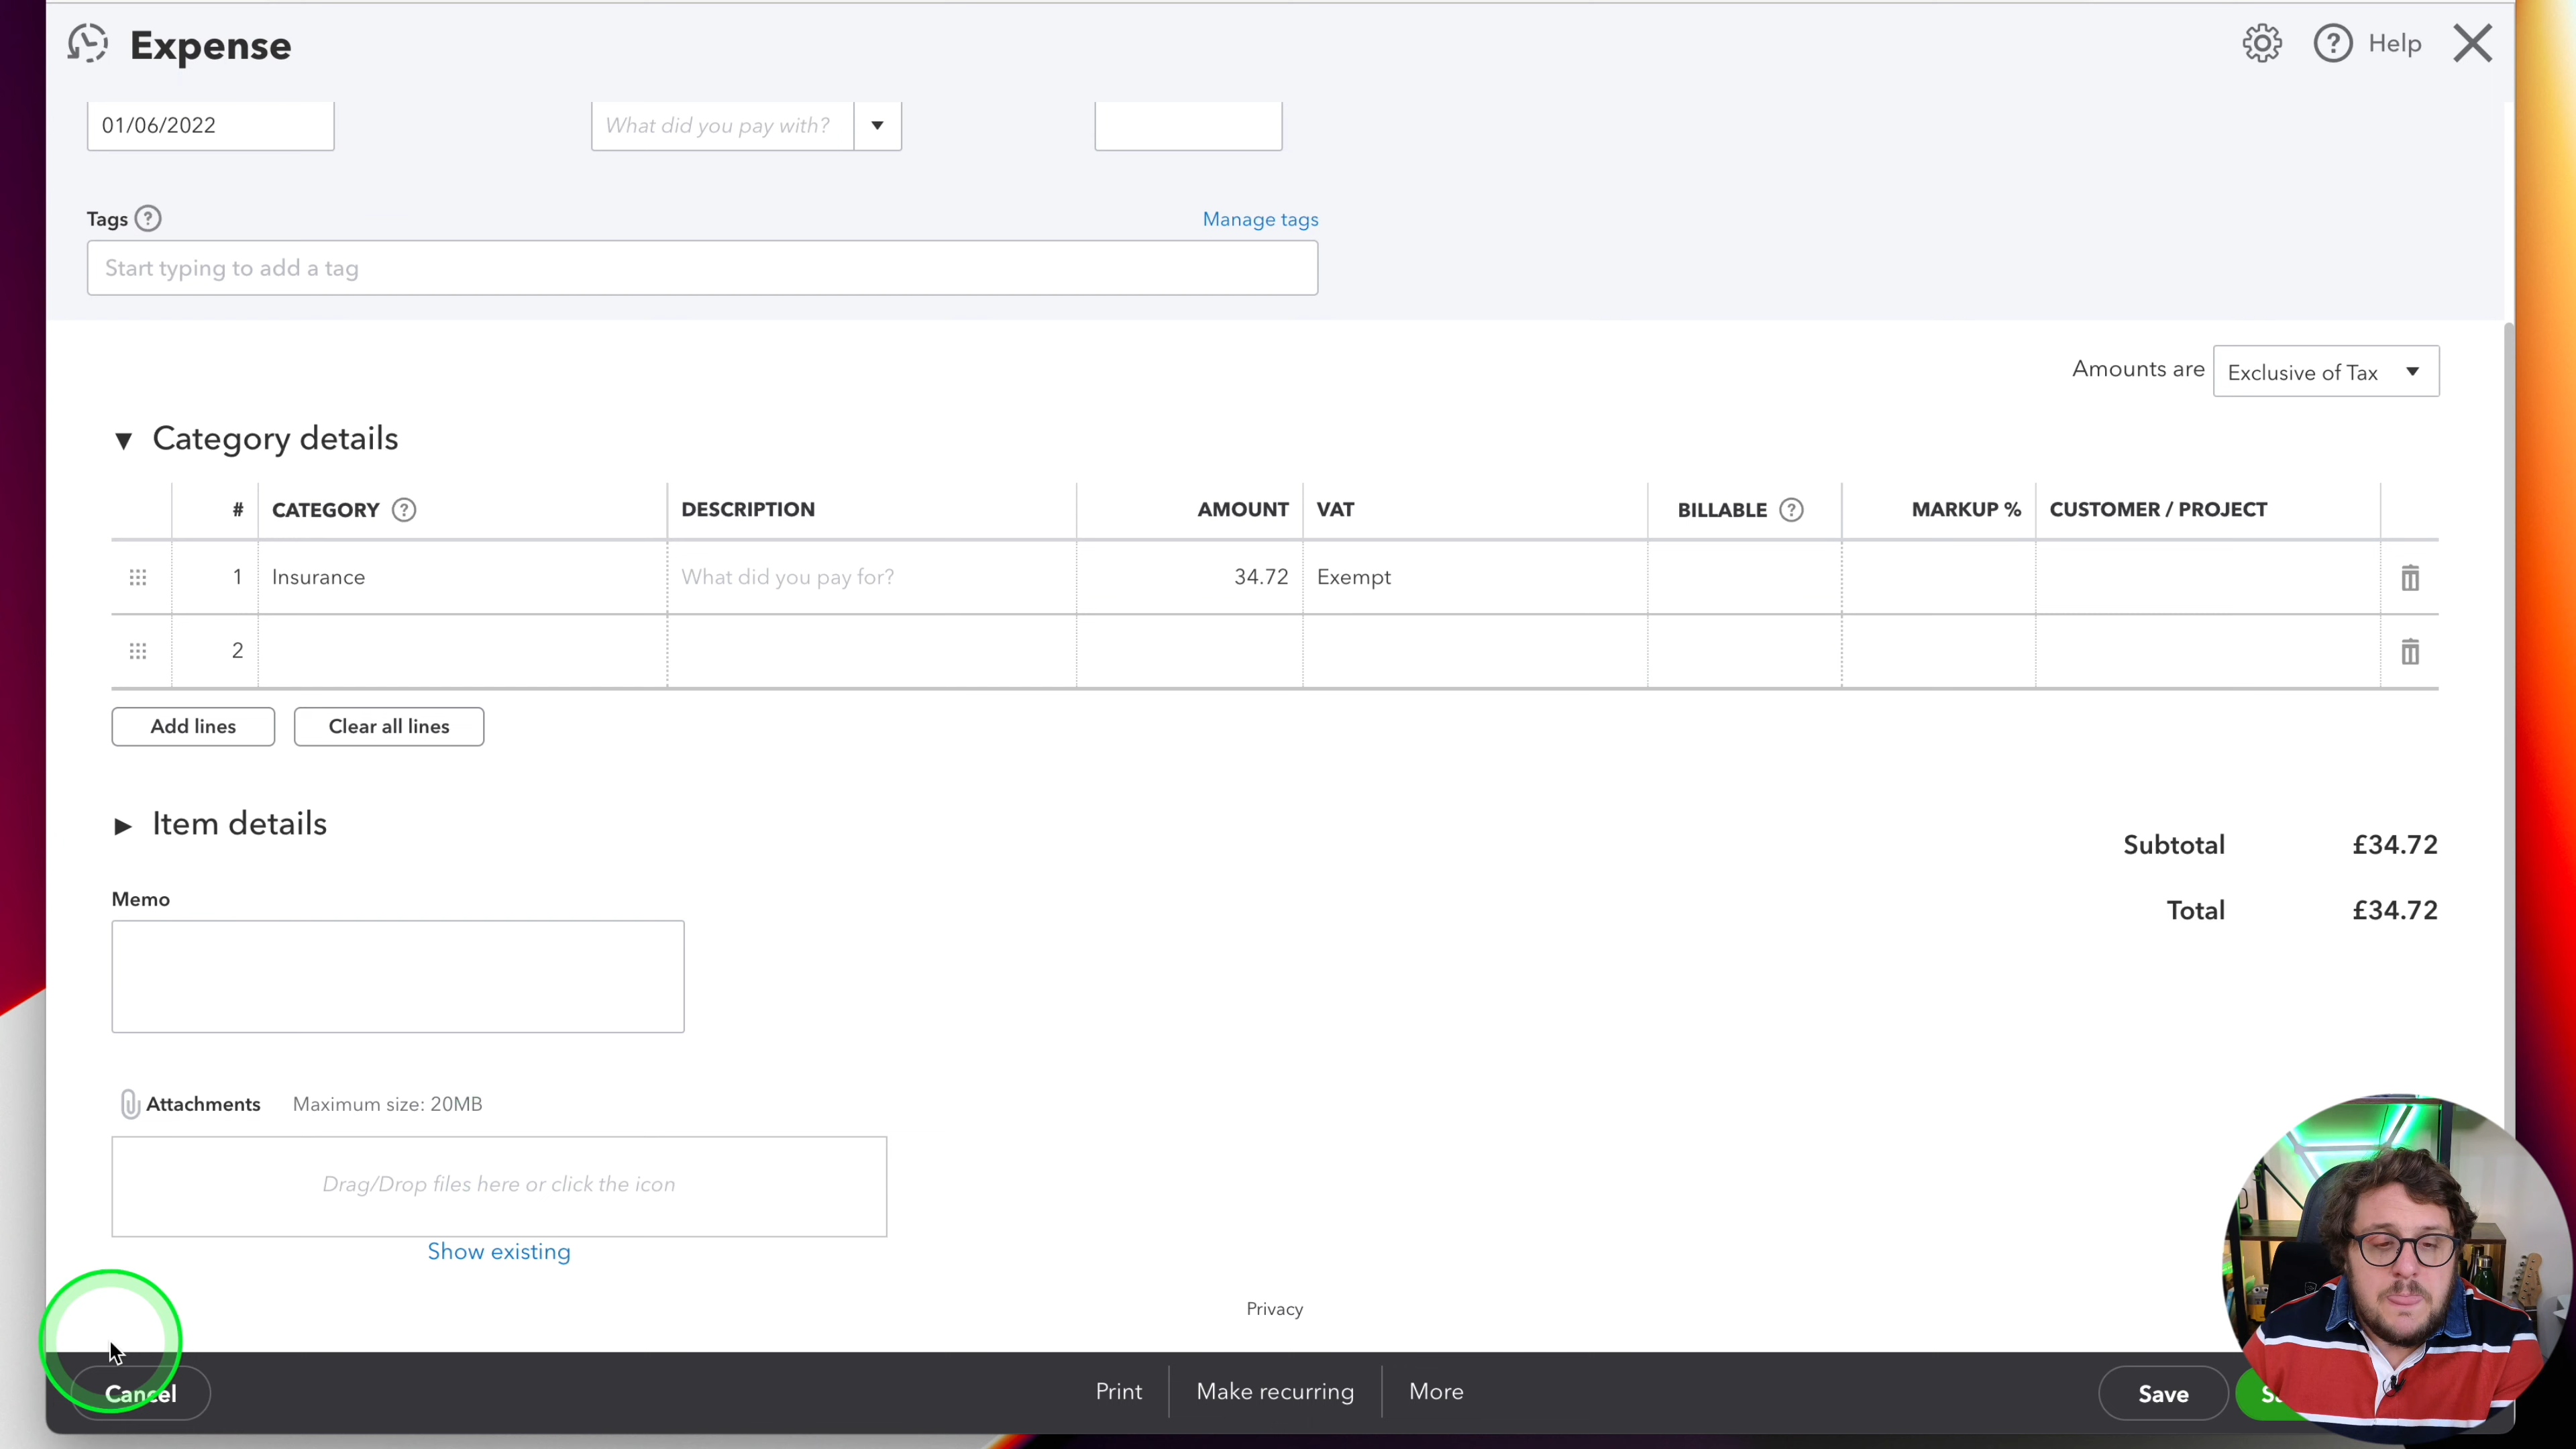 Expense
Help
01/06/2022
What did you pay with?
Tags
Manage tags
Start typing to add a tag
Amounts are
Exclusive of Tax
Category details
# CATEGORY DESCRIPTION AMOUNT VAT BILLABLE MARKUP % CUSTOMER / PROJECT
1 Insurance What did you pay for? 34.72 Exempt
2
Add lines Clear all lines
Item details
Subtotal £34.72
Memo
Total £34.72
Attachments Maximum size: 20MB
Drag/Drop files here or click the icon
Show existing
Privacy
Cancel Print Make recurring More Save